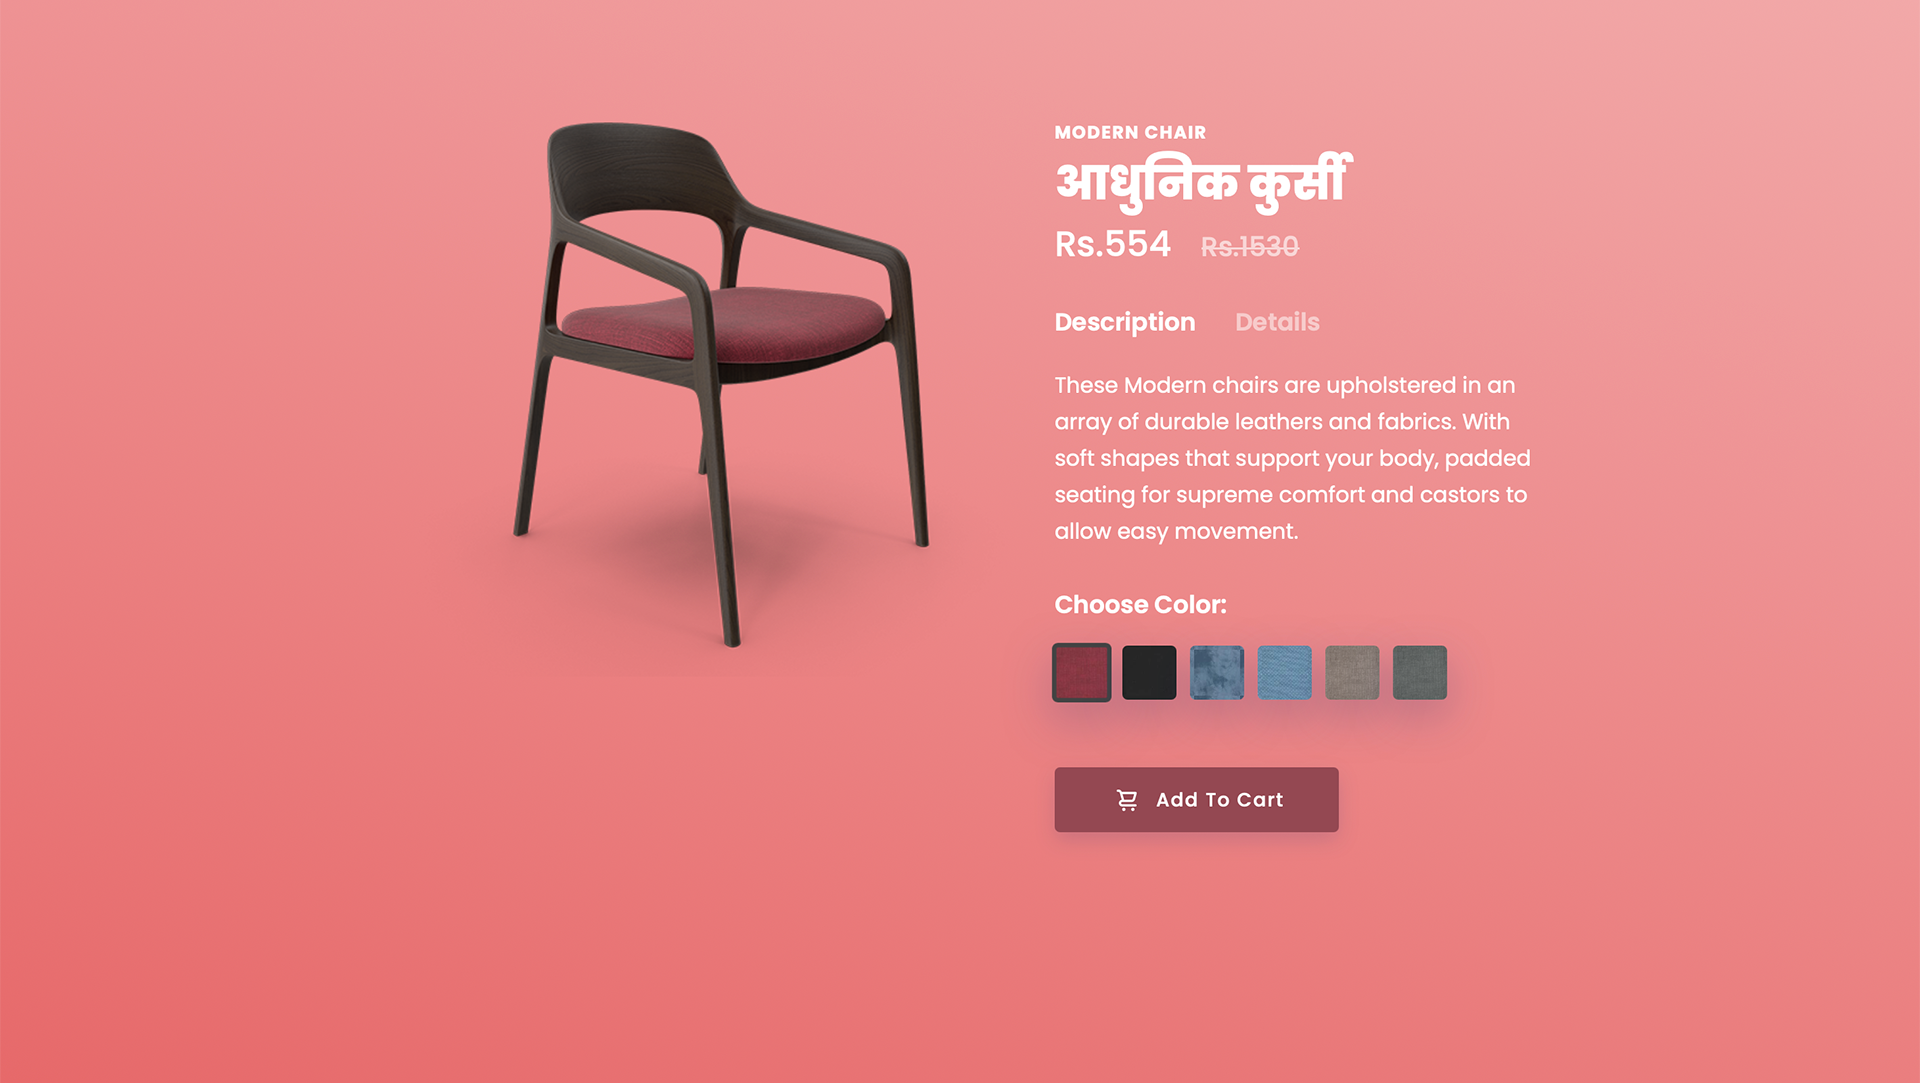 MODERN CHAIR
आधुनिक कुर्सी
Rs.554 Rs.1530
Description Details
These Modern chairs are upholstered in an
array of durable leathers and fabrics. With
soft shapes that support your body, padded
seating for supreme comfort and castors to
allow easy movement.
Choose Color:
Add To Cart